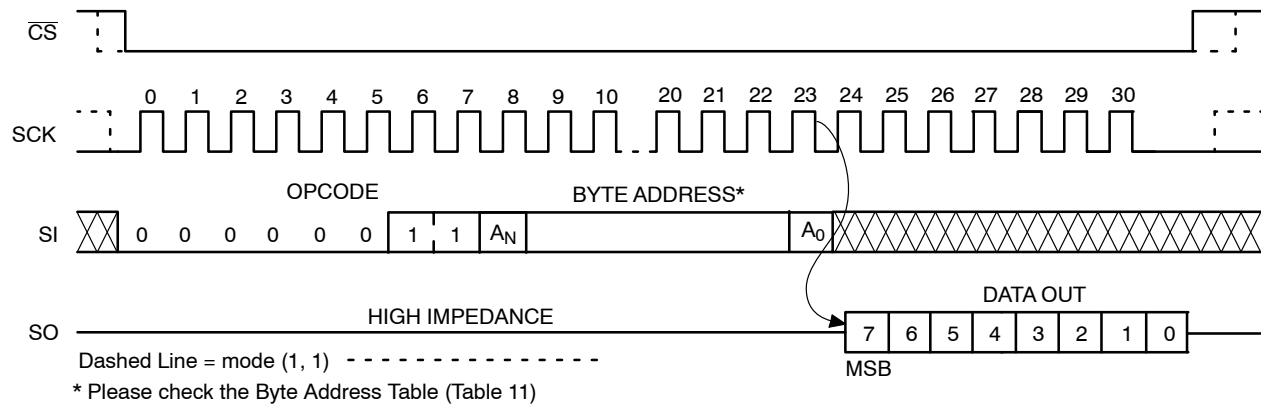 CS
0 1 2 3 4 5 6 7 8 9 10 20 21 22 23 24 25 26 27 28 29 30
SCK
OPCODE BYTE ADDRESS*
SI 0 0 0 0 0 0 1 1 AN A0
DATA OUT
HIGH IMPEDANCE
SO 7 6 5 4 3 2 1 0
Dashed Line = mode (1, 1) - - - - - - - - - - - - - -
MSB
* Please check the Byte Address Table (Table 11)